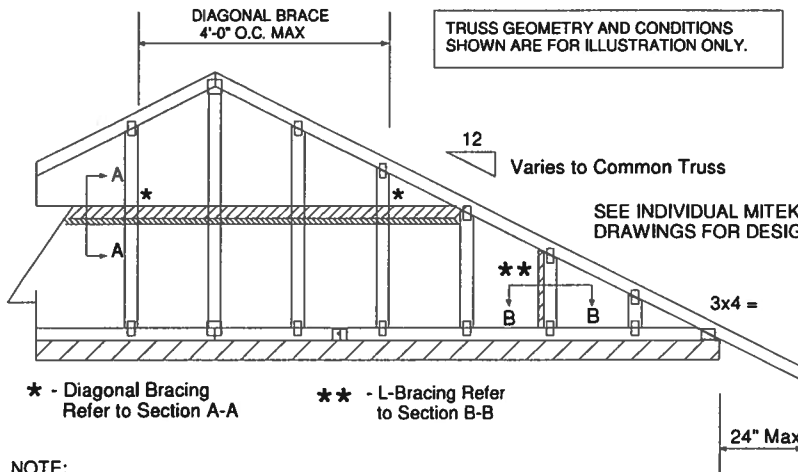 DIAGONAL BRACE
4'-0" O.C. MAX
TRUSS GEOMETRY AND CONDITIONS
SHOWN ARE FOR ILLUSTRATION ONLY.
12
Varies to Common Truss
A
*
*
SEE INDIVIDUAL MITEK
DRAWINGS FOR DESIG
A
**
B
B
3x4 =
* - Diagonal Bracing
Refer to Section A-A
** - L-Bracing Refer
to Section B-B
24" Max
NOTE: